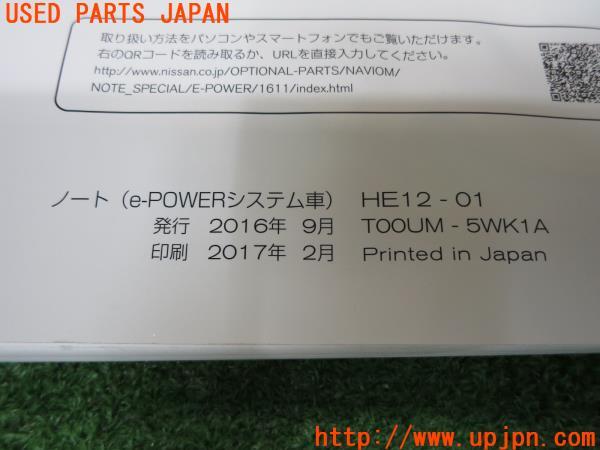 USED PARTS JAPAN
取り扱い方法をパソコンやスマートフォンでもご覧いただけます。
右のQRコードを読み取るか、URLを直接入力してください。
http://www.nissan.co.jp/OPTIONAL-PARTS/NAVIOM/
NOTE_SPECIAL/E-POWER/1611/index.html
ノート（e-POWERシステム車） HE12 - 01
発行 2016年 9月 T00UM - 5WK1A
印刷 2017年 2月 Printed in Japan
http://www.upjpn.com/